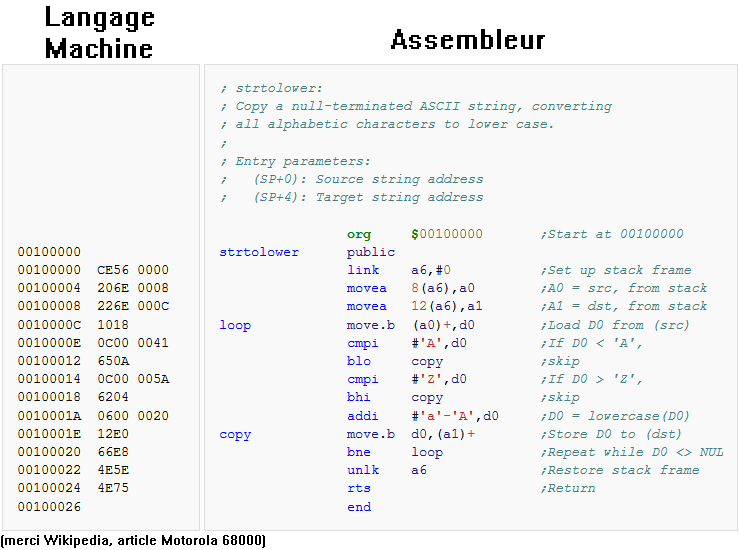 Langage
Machine
Assembleur
; strtolower:
; Copy a null-terminated ASCII string, converting
; all alphabetic characters to lower case.
;
; Entry parameters:
;   (SP+0): Source string address
;   (SP+4): Target string address
org $00100000 ;Start at 00100000
00100000 strtolower public
00100000 CE56 0000 link a6,#0 ;Set up stack frame
00100004 206E 0008 movea 8(a6),a0 ;A0 = src, from stack
00100008 226E 000C movea 12(a6),a1 ;A1 = dst, from stack
0010000C 1018 loop move.b (a0)+,d0 ;Load D0 from (src)
0010000E 0C00 0041 cmpi #'A',d0 ;If D0 < 'A',
00100012 650A blo copy ;skip
00100014 0C00 005A cmpi #'Z',d0 ;If D0 > 'Z',
00100018 6204 bhi copy ;skip
0010001A 0600 0020 addi #'a'-'A',d0 ;D0 = lowercase(D0)
0010001E 12E0 copy move.b d0,(a1)+ ;Store D0 to (dst)
00100020 66E8 bne loop ;Repeat while D0 <> NUL
00100022 4E5E unlk a6 ;Restore stack frame
00100024 4E75 rts ;Return
00100026 end
(merci Wikipedia, article Motorola 68000)